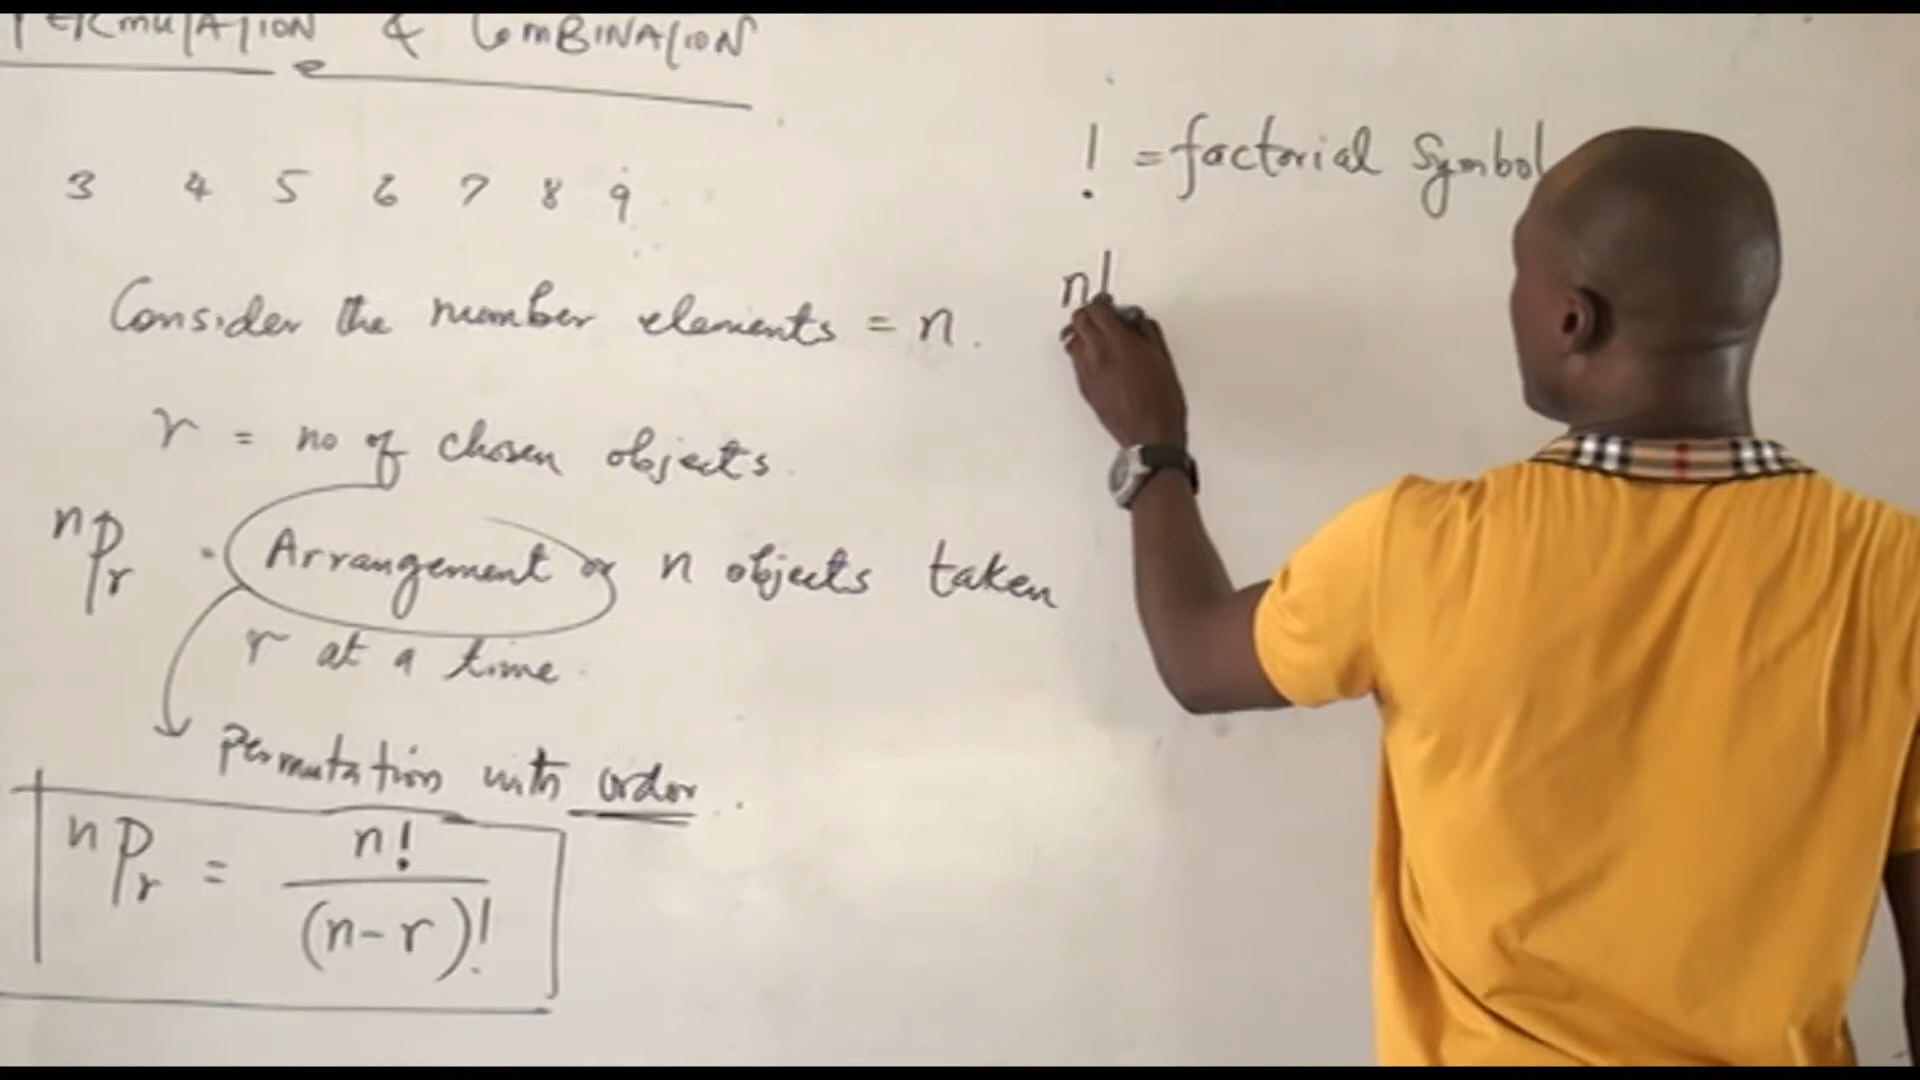 PERMUTATION & COMBINATION
3 4 5 6 7 8 9
Consider the number elements = n.
r = no of chosen objects.
nPr = Arrangement of n objects taken
r at a time.
permutation with order.
nPr = n!
(n-r)!
! = factorial symbol
n!